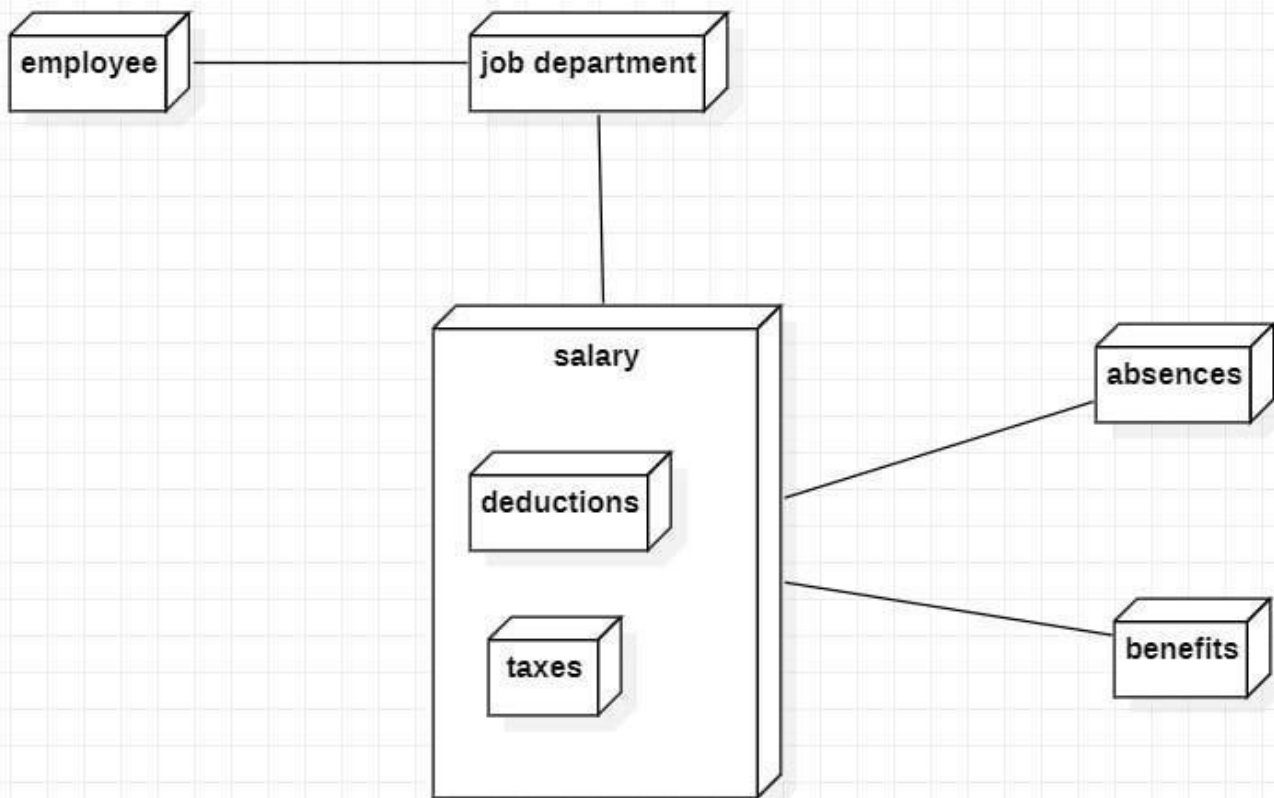 employee
job department
salary
absences
deductions
benefits
taxes